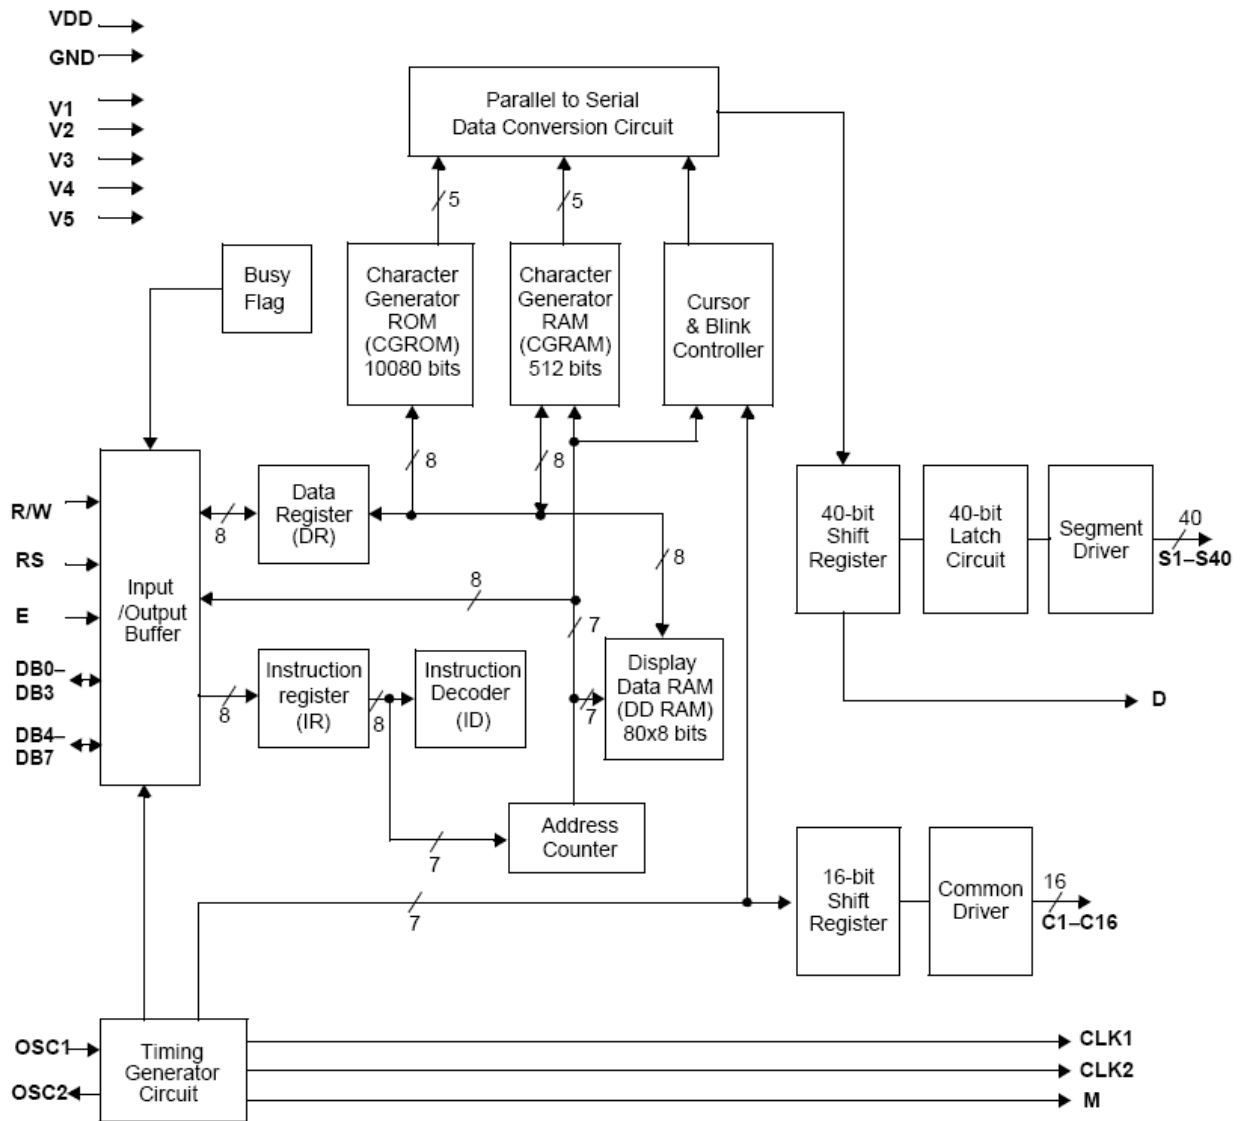 VDD
GND
V1
V2
V3
V4
V5
Parallel to Serial
Data Conversion Circuit
5
5
Busy
Flag
Character
Generator
ROM
(CGROM)
10080 bits
Character
Generator
RAM
(CGRAM)
512 bits
Cursor
& Blink
Controller
8
8
R/W
RS
E
DB0–
DB3
DB4–
DB7
Input
/Output
Buffer
8
Data
Register
(DR)
8
8
7
40-bit
Shift
Register
40-bit
Latch
Circuit
Segment
Driver
40
S1–S40
8
Instruction
register
(IR)
8
Instruction
Decoder
(ID)
7
Display
Data RAM
(DD RAM)
80x8 bits
D
7
Address
Counter
7
16-bit
Shift
Register
Common
Driver
16
C1–C16
OSC1
OSC2
Timing
Generator
Circuit
CLK1
CLK2
M